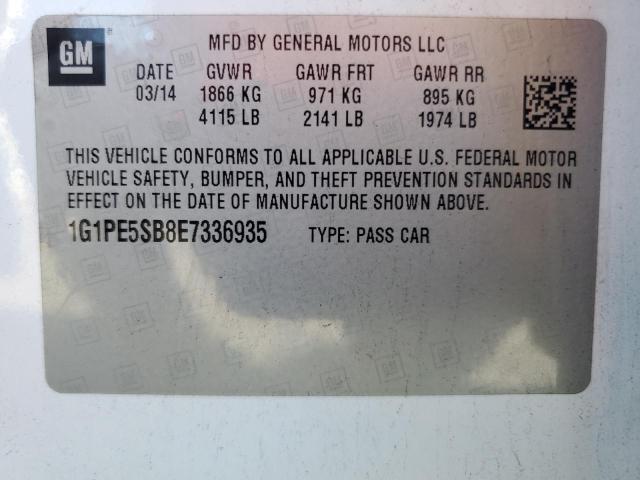 GM
MFD BY GENERAL MOTORS LLC
DATE GVWR GAWR FRT GAWR RR
03/14 1866 KG 971 KG 895 KG
4115 LB 2141 LB 1974 LB
THIS VEHICLE CONFORMS TO ALL APPLICABLE U.S. FEDERAL MOTOR
VEHICLE SAFETY, BUMPER, AND THEFT PREVENTION STANDARDS IN
EFFECT ON THE DATE OF MANUFACTURE SHOWN ABOVE.
1G1PE5SB8E7336935 TYPE: PASS CAR